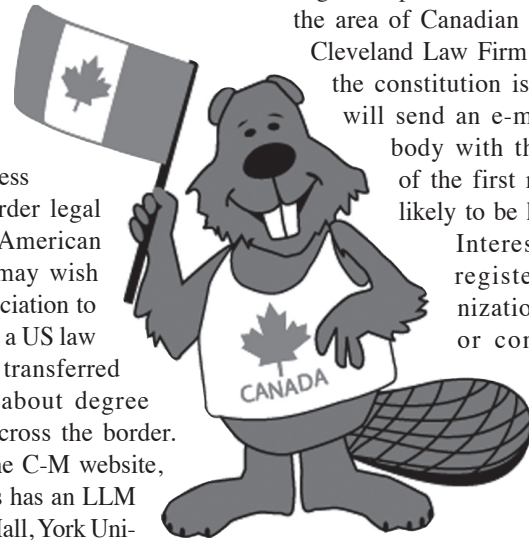 ess
rder legal
American
may wish
ciation to
a US law
transferred
about degree
cross the border.
e C-M website,
s has an LLM
Hall, York Uni-
the area of Canadian
Cleveland Law Firm
the constitution is
will send an e-m
body with th
of the first
likely to be
Interes
registe
nizatio
or con
CANADA